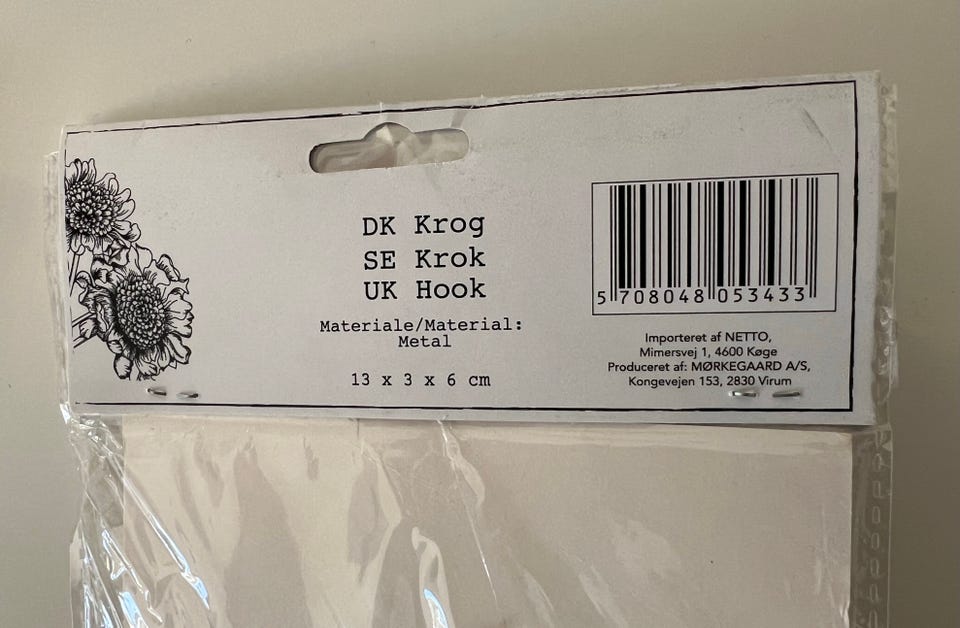 DK Krog
SE Krok
UK Hook
Materiale/Material:
Metal
13 x 3 x 6 cm
5 708048 053433
Importeret af NETTO,
Mimersvej 1, 4600 Køge
Produceret af: MØRKEGAARD A/S,
Kongevejen 153, 2830 Virum